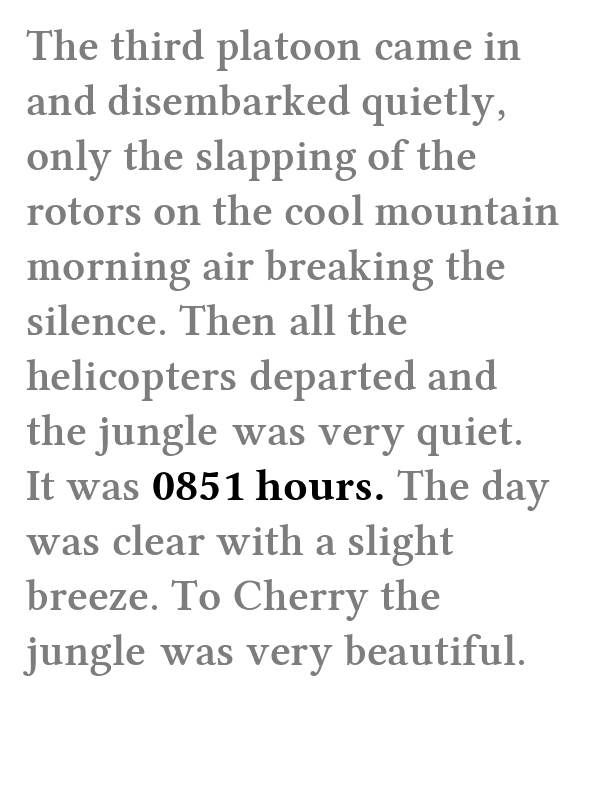 The third platoon came in
and disembarked quietly,
only the slapping of the
rotors on the cool mountain
morning air breaking the
silence. Then all the
helicopters departed and
the jungle was very quiet.
It was 0851 hours. The day
was clear with a slight
breeze. To Cherry the
jungle was very beautiful.